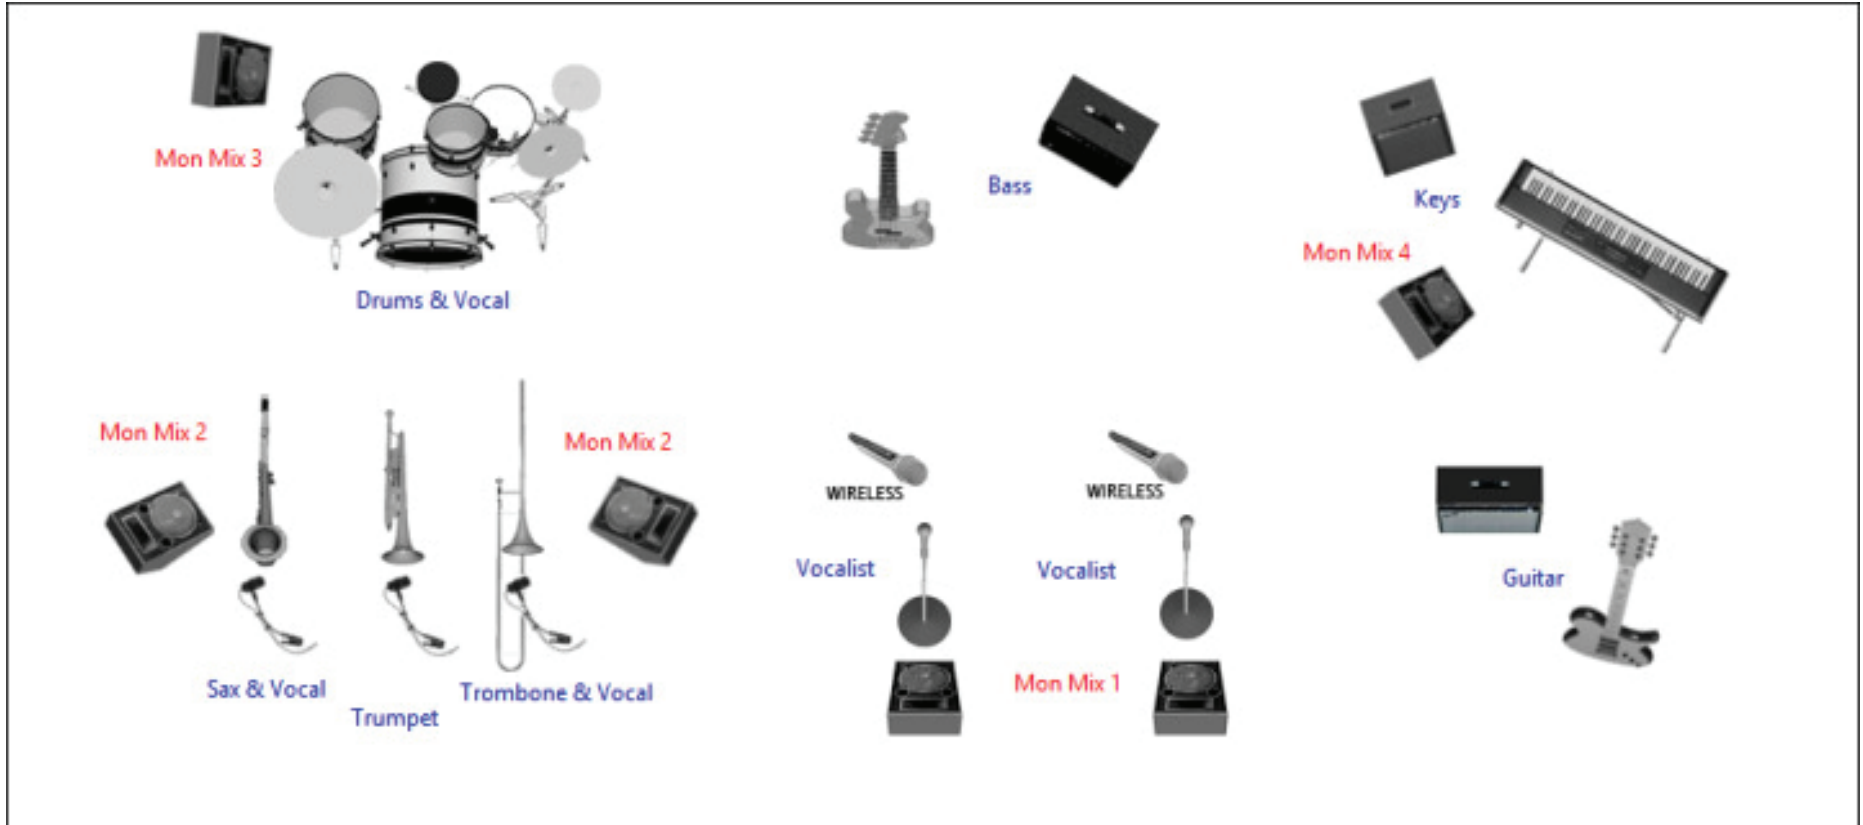 Mon Mix 3
Drums & Vocal
Bass
Keys
Mon Mix 4
Mon Mix 2
Mon Mix 2
Sax & Vocal
Trumpet
Trombone & Vocal
WIRELESS
WIRELESS
Vocalist
Vocalist
Mon Mix 1
Guitar